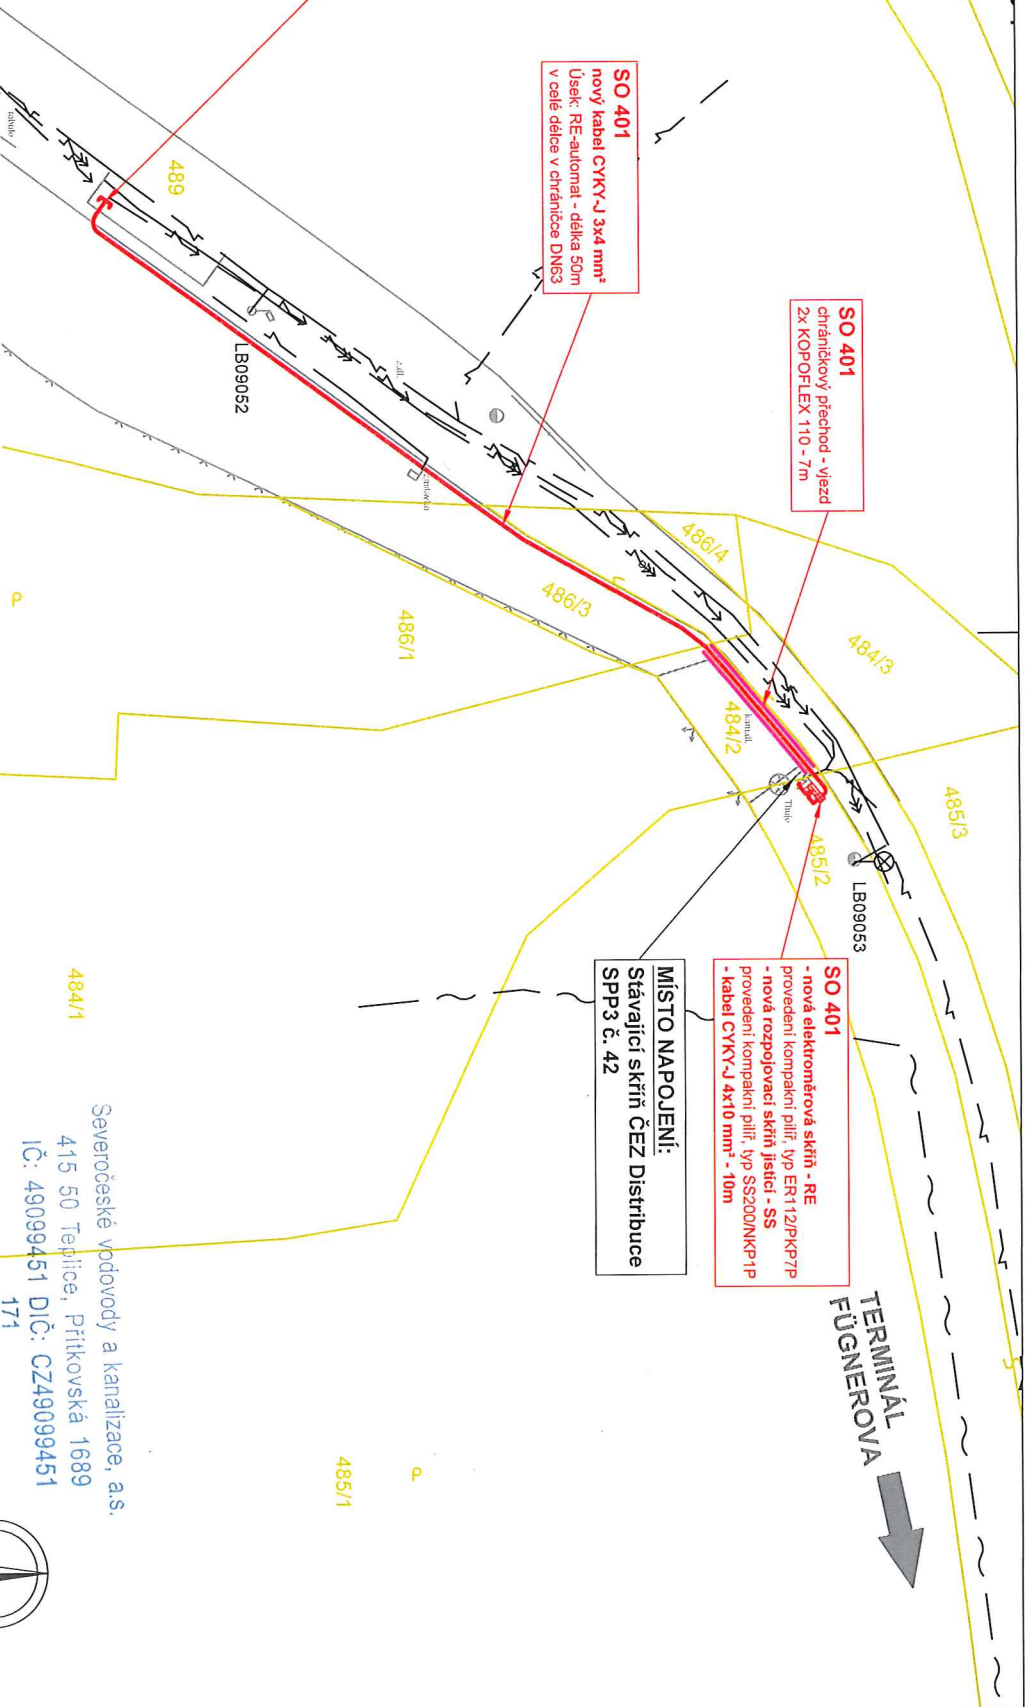 SO 401
nový kabel CYKY-J 3x4 mm²
Úsek: RE-automat - délka 50m
v celé délce v chráničce DN63
SO 401
chráničkový přechod - vjezd
2x KOPOFLEX 110 - 7m
SO 401
- nová elektroměrová skříň - RE
provedení kompakní pilíř, typ ER112/PKP7P
- nová rozpojovací skříň jistící - SS
provedení kompakní pilíř, typ SS200/NKP1P
- kabel CYKY-J 4x10 mm² - 10m
MÍSTO NAPOJENÍ:
Stávající skříň ČEZ Distribuce
SPP3 č. 42
TERMINÁL
FÜGNEROVA
LB09052
LB09053
489
486/4
486/3
486/1
484/3
484/2
485/3
485/2
484/1
485/1
Thuje
Severočeské vodovody a kanalizace, a.s.
415 50 Teplice, Přítkovská 1689
IČ: 49099451 DIČ: CZ49099451
171